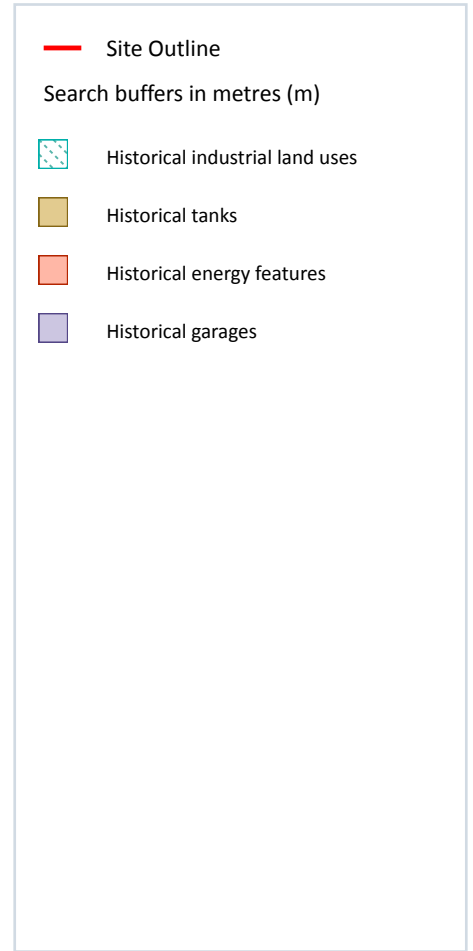 Site Outline
Search buffers in metres (m)
Historical industrial land uses
Historical tanks
Historical energy features
Historical garages